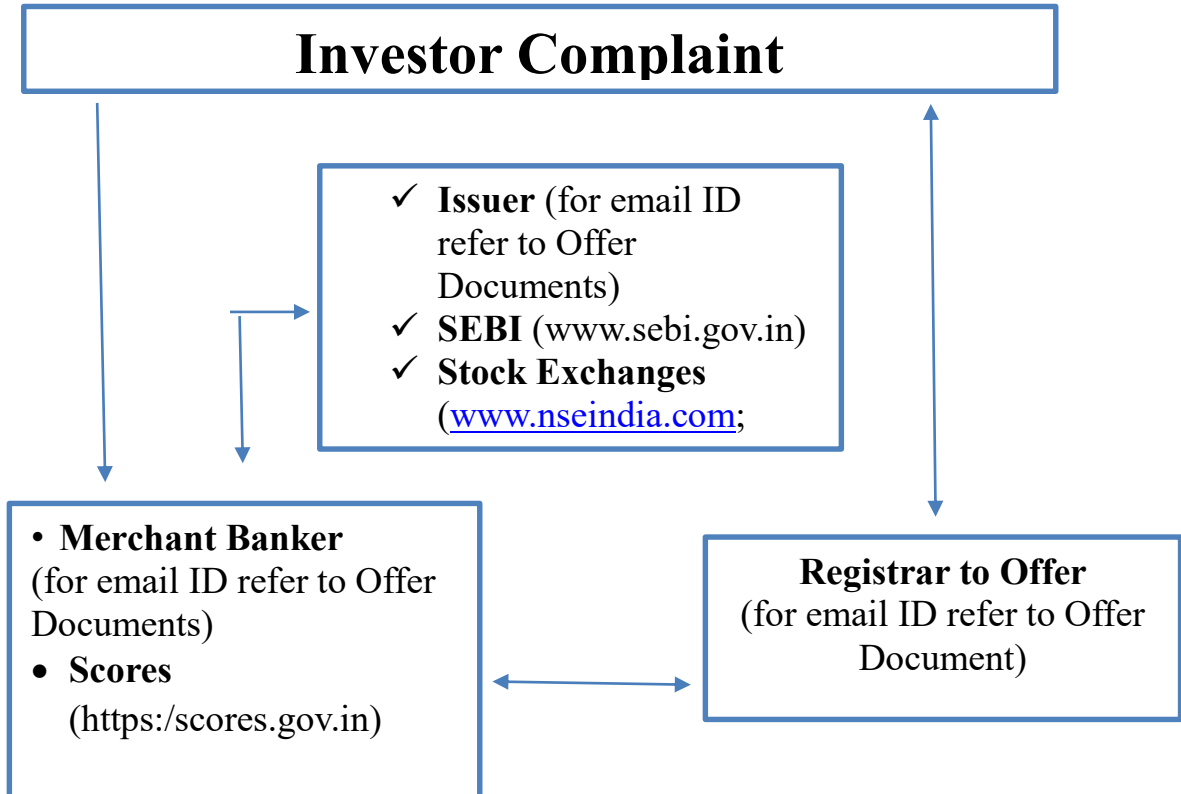 Investor Complaint
✓ Issuer (for email ID
refer to Offer
Documents)
✓ SEBI (www.sebi.gov.in)
✓ Stock Exchanges
(www.nseindia.com;
• Merchant Banker
(for email ID refer to Offer
Documents)
• Scores
(https:/scores.gov.in)
Registrar to Offer
(for email ID refer to Offer
Document)